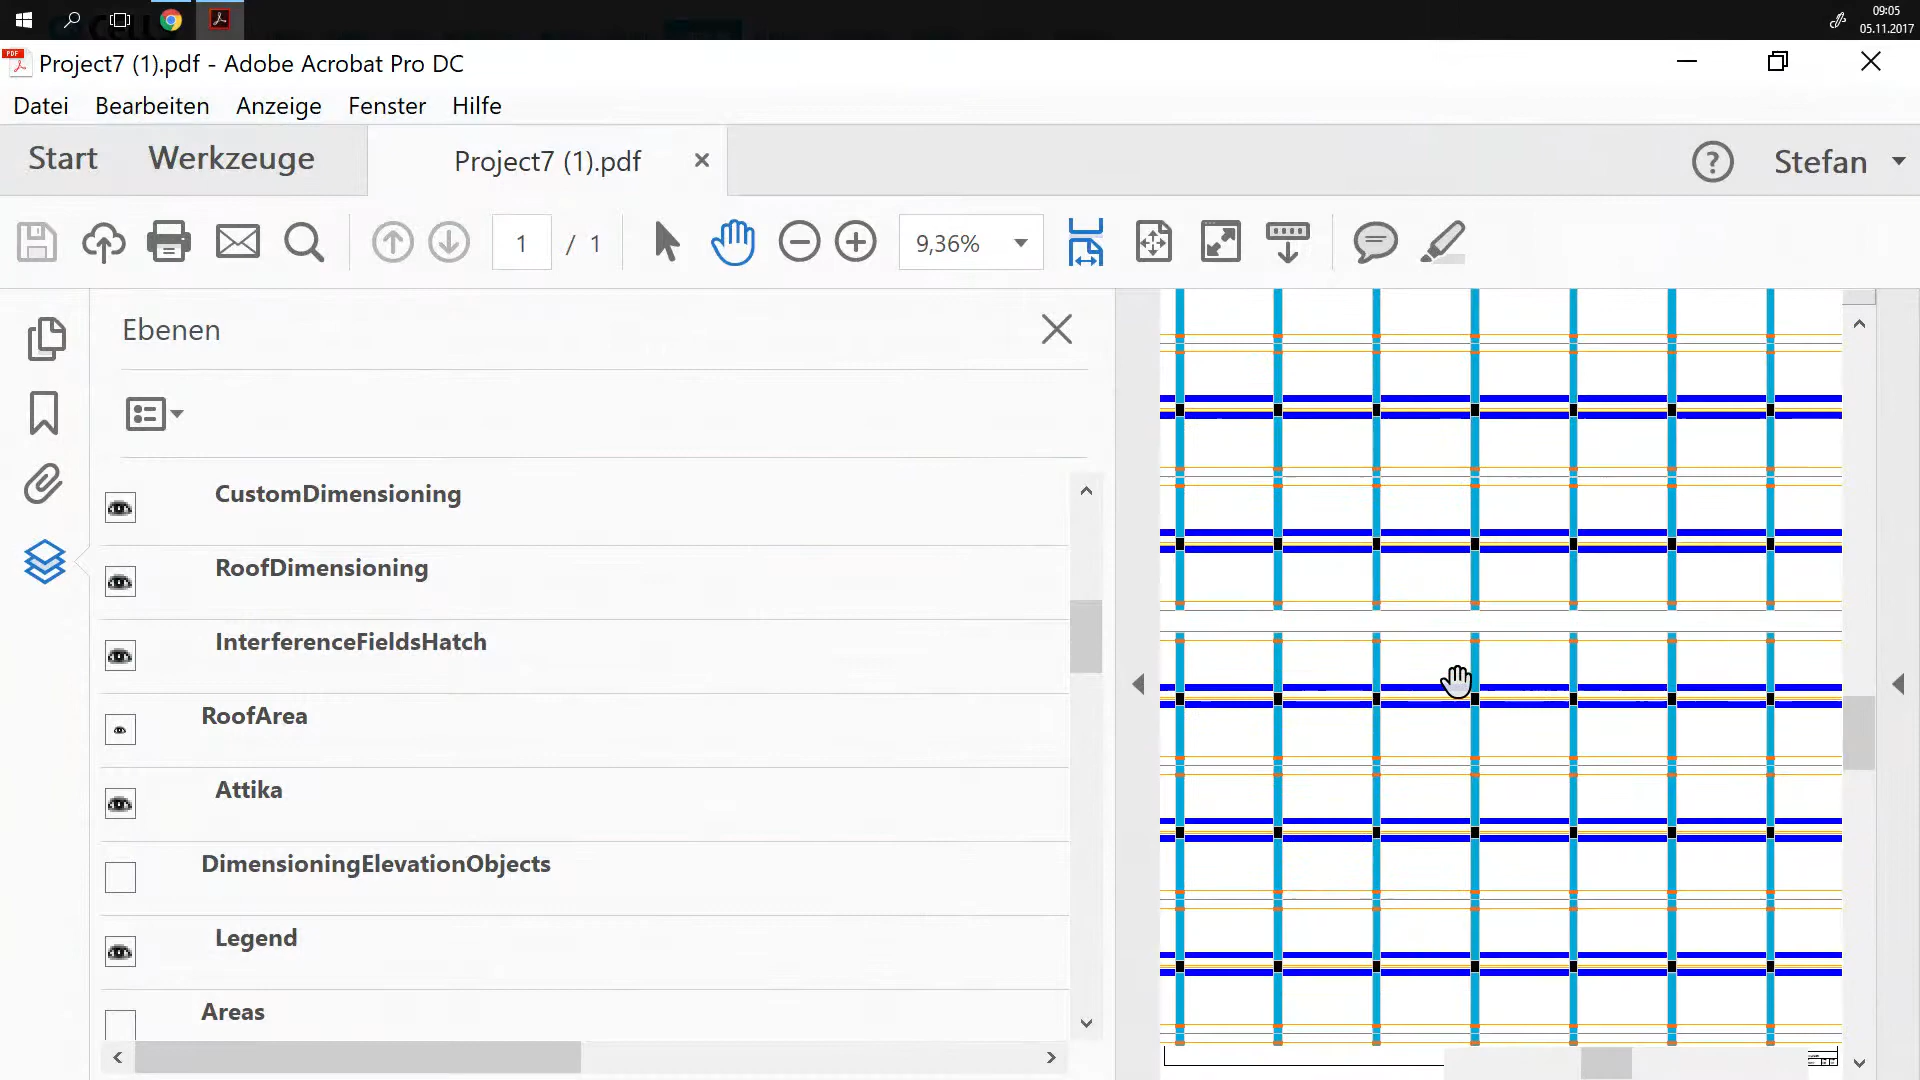 09:05
05.11.2017
Project7 (1).pdf - Adobe Acrobat Pro DC
Datei Bearbeiten Anzeige Fenster Hilfe
Start Werkzeuge Project7 (1).pdf Stefan
1 / 1 9,36%
Ebenen
CustomDimensioning
RoofDimensioning
InterferenceFieldsHatch
RoofArea
Attika
DimensioningElevationObjects
Legend
Areas